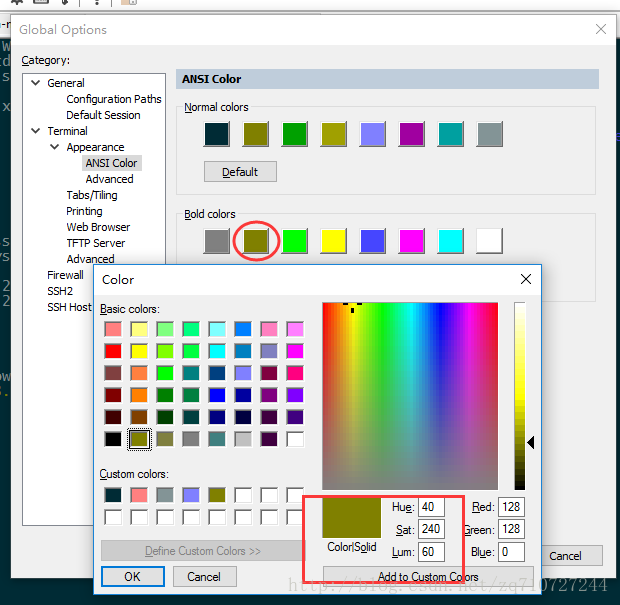 Global Options
Category:
General
Configuration Paths
Default Session
Terminal
Appearance
ANSI Color
Advanced
Tabs/Tiling
Printing
Web Browser
TFTP Server
Advanced
Firewall
SSH2
SSH Host
ANSI Color
Normal colors
Default
Bold colors
Color
Basic colors:
Custom colors:
Define Custom Colors >>
OK
Cancel
Color|Solid
Hue: 40
Sat: 240
Lum: 60
Red: 128
Green: 128
Blue: 0
Add to Custom Colors
Cancel
http://blog.csdn.net/zq710727244